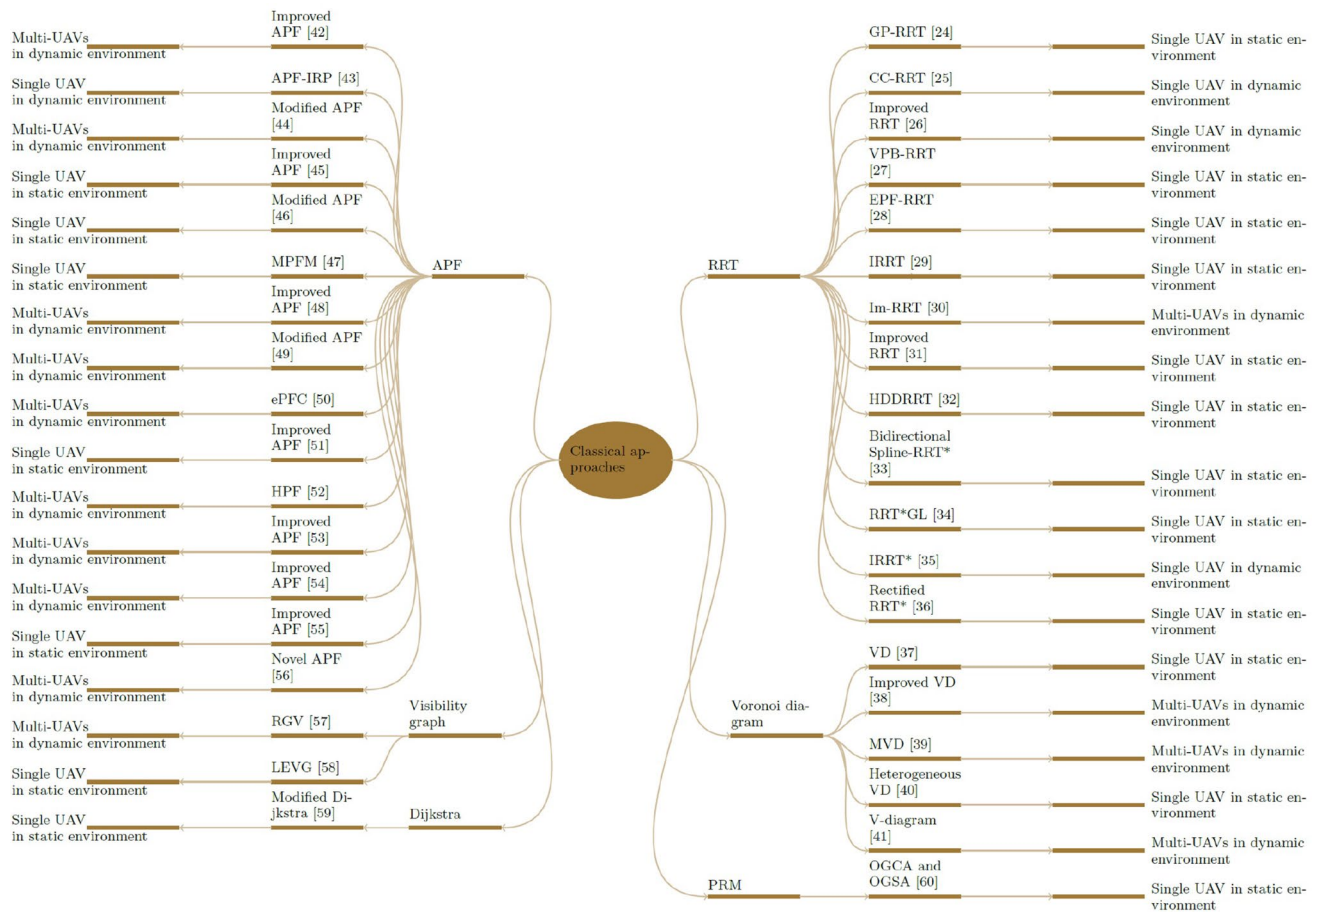 Classical ap-
proaches
APF
Improved
APF [42]
Multi-UAVs
in dynamic environment
APF-IRP [43]
Single UAV
in dynamic environment
Modified APF
[44]
Multi-UAVs
in dynamic environment
Improved
APF [45]
Single UAV
in static environment
Modified APF
[46]
Single UAV
in static environment
MPFM [47]
Single UAV
in static environment
Improved
APF [48]
Multi-UAVs
in dynamic environment
Modified APF
[49]
Multi-UAVs
in dynamic environment
ePFC [50]
Multi-UAVs
in dynamic environment
Improved
APF [51]
Single UAV
in static environment
HPF [52]
Multi-UAVs
in dynamic environment
Improved
APF [53]
Multi-UAVs
in dynamic environment
Improved
APF [54]
Multi-UAVs
in dynamic environment
Improved
APF [55]
Single UAV
in static environment
Novel APF
[56]
Multi-UAVs
in dynamic environment
Visibility
graph
RGV [57]
Multi-UAVs
in dynamic environment
LEVG [58]
Single UAV
in static environment
Dijkstra
Modified Di-
jkstra [59]
Single UAV
in static environment
RRT
GP-RRT [24]
Single UAV in static en-
vironment
CC-RRT [25]
Single UAV in dynamic
environment
Improved
RRT [26]
Single UAV in dynamic
environment
VPB-RRT
[27]
Single UAV in static en-
vironment
EPF-RRT
[28]
Single UAV in static en-
vironment
IRRT [29]
Single UAV in static en-
vironment
Im-RRT [30]
Multi-UAVs in dynamic
environment
Improved
RRT [31]
Single UAV in static en-
vironment
HDDRRT [32]
Single UAV in static en-
vironment
Bidirectional
Spline-RRT*
[33]
Single UAV in static en-
vironment
RRT*GL [34]
Single UAV in static en-
vironment
IRRT* [35]
Single UAV in dynamic
environment
Rectified
RRT* [36]
Single UAV in static en-
vironment
Voronoi dia-
gram
VD [37]
Single UAV in static en-
vironment
Improved VD
[38]
Multi-UAVs in dynamic
environment
MVD [39]
Multi-UAVs in dynamic
environment
Heterogeneous
VD [40]
Single UAV in static en-
vironment
V-diagram
[41]
Multi-UAVs in dynamic
environment
PRM
OGCA and
OGSA [60]
Single UAV in static en-
vironment